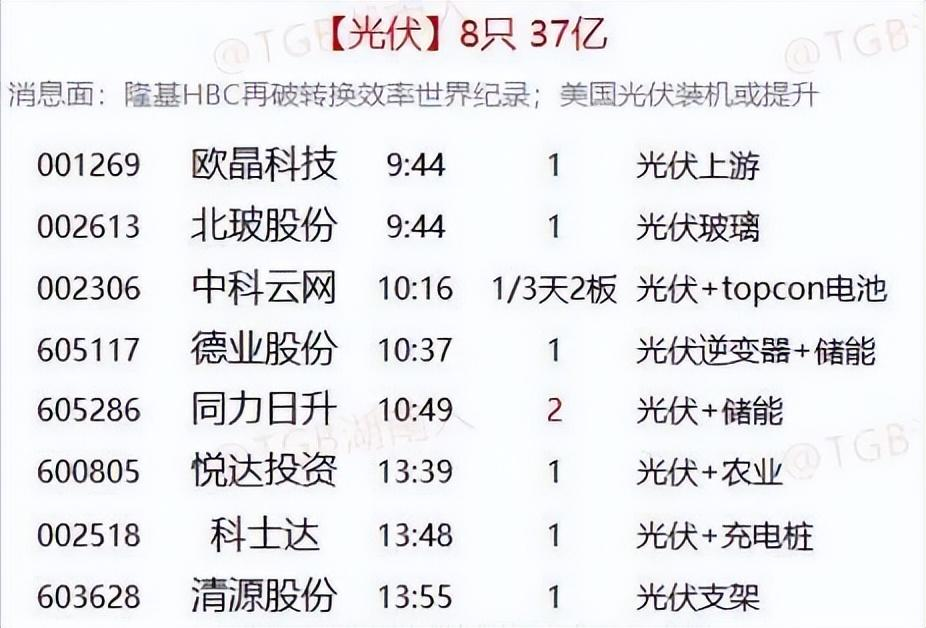 【光伏】8只 37亿
消息面：隆基HBC再破转换效率世界纪录；美国光伏装机或提升
001269 欧晶科技 9:44 1 光伏上游
002613 北玻股份 9:44 1 光伏玻璃
002306 中科云网 10:16 1/3天2板 光伏+topcon电池
605117 德业股份 10:37 1 光伏逆变器+储能
605286 同力日升 10:49 2 光伏+储能
600805 悦达投资 13:39 1 光伏+农业
002518 科士达 13:48 1 光伏+充电桩
603628 清源股份 13:55 1 光伏支架
@TGB湖南人
@TGB
@TGB湖南人
@TGB